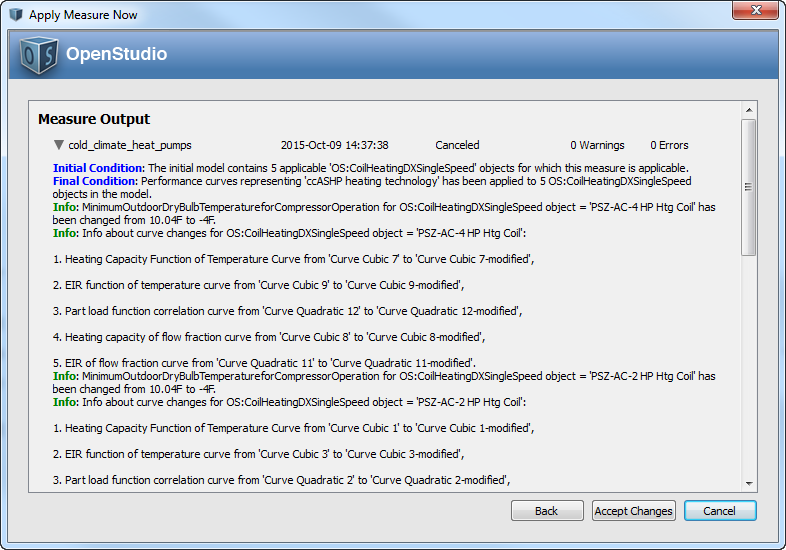 Apply Measure Now
OS
OpenStudio
Measure Output
cold_climate_heat_pumps 2015-Oct-09 14:37:38 Canceled 0 Warnings 0 Errors
Initial Condition: The initial model contains 5 applicable 'OS:CoilHeatingDXSingleSpeed' objects for which this measure is applicable.
Final Condition: Performance curves representing 'ccASHP heating technology' has been applied to 5 OS:CoilHeatingDXSingleSpeed
objects in the model.
Info: MinimumOutdoorDryBulbTemperatureforCompressorOperation for OS:CoilHeatingDXSingleSpeed object = 'PSZ-AC-4 HP Htg Coil' has
been changed from 10.04F to -4F.
Info: Info about curve changes for OS:CoilHeatingDXSingleSpeed object = 'PSZ-AC-4 HP Htg Coil':
1. Heating Capacity Function of Temperature Curve from 'Curve Cubic 7' to 'Curve Cubic 7-modified',
2. EIR function of temperature curve from 'Curve Cubic 9' to 'Curve Cubic 9-modified',
3. Part load function correlation curve from 'Curve Quadratic 12' to 'Curve Quadratic 12-modified',
4. Heating capacity of flow fraction curve from 'Curve Cubic 8' to 'Curve Cubic 8-modified',
5. EIR of flow fraction curve from 'Curve Quadratic 11' to 'Curve Quadratic 11-modified'.
Info: MinimumOutdoorDryBulbTemperatureforCompressorOperation for OS:CoilHeatingDXSingleSpeed object = 'PSZ-AC-2 HP Htg Coil' has
been changed from 10.04F to -4F.
Info: Info about curve changes for OS:CoilHeatingDXSingleSpeed object = 'PSZ-AC-2 HP Htg Coil':
1. Heating Capacity Function of Temperature Curve from 'Curve Cubic 1' to 'Curve Cubic 1-modified',
2. EIR function of temperature curve from 'Curve Cubic 3' to 'Curve Cubic 3-modified',
3. Part load function correlation curve from 'Curve Quadratic 2' to 'Curve Quadratic 2-modified',
Back Accept Changes Cancel